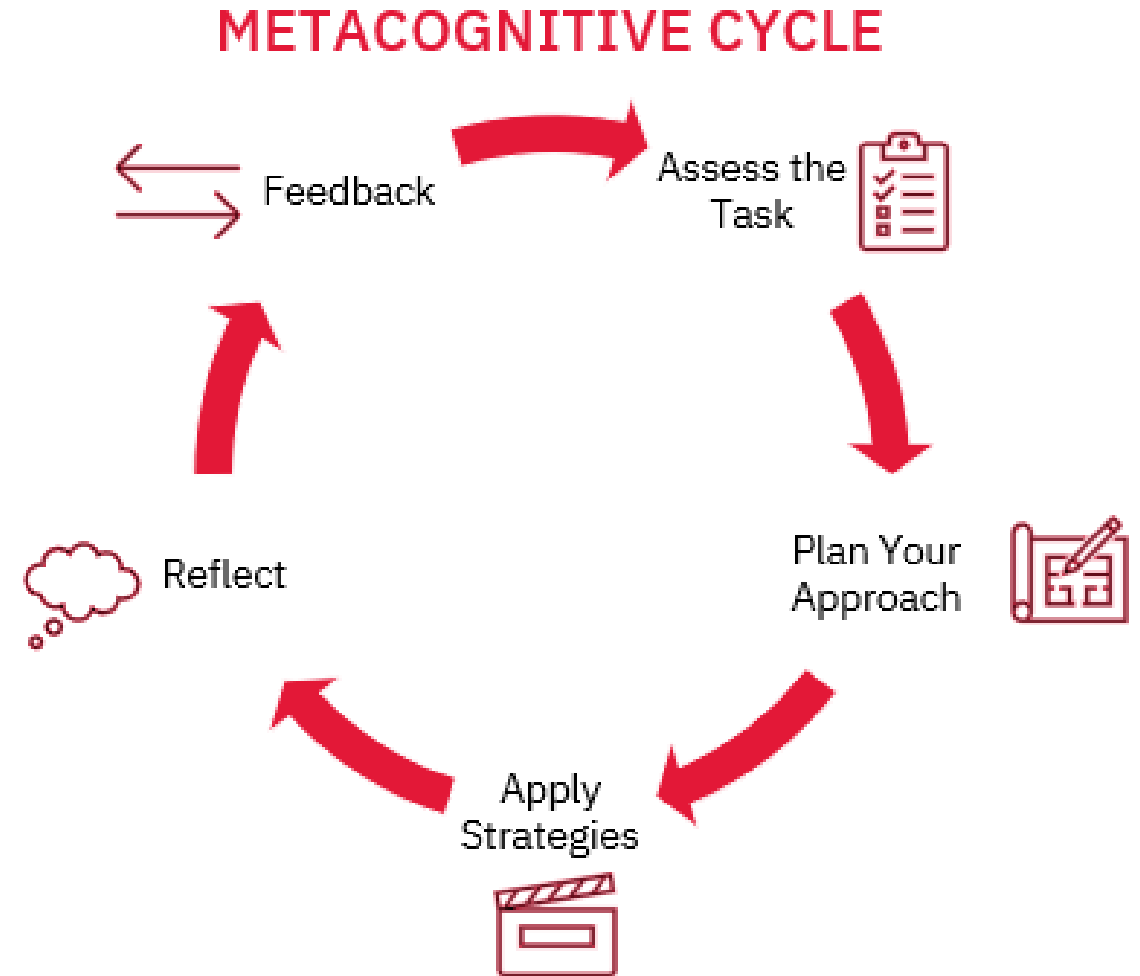 METACOGNITIVE CYCLE
Feedback
Assess the
Task
Plan Your
Approach
Apply
Strategies
Reflect